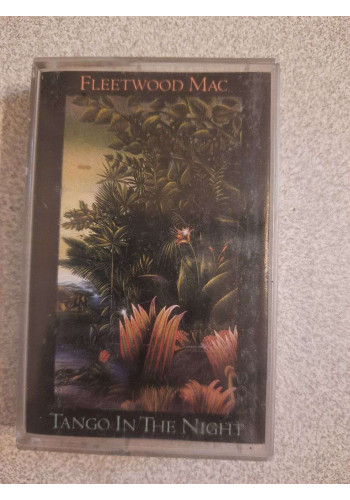 FLEETWOOD MAC
TANGO IN THE NIGHT